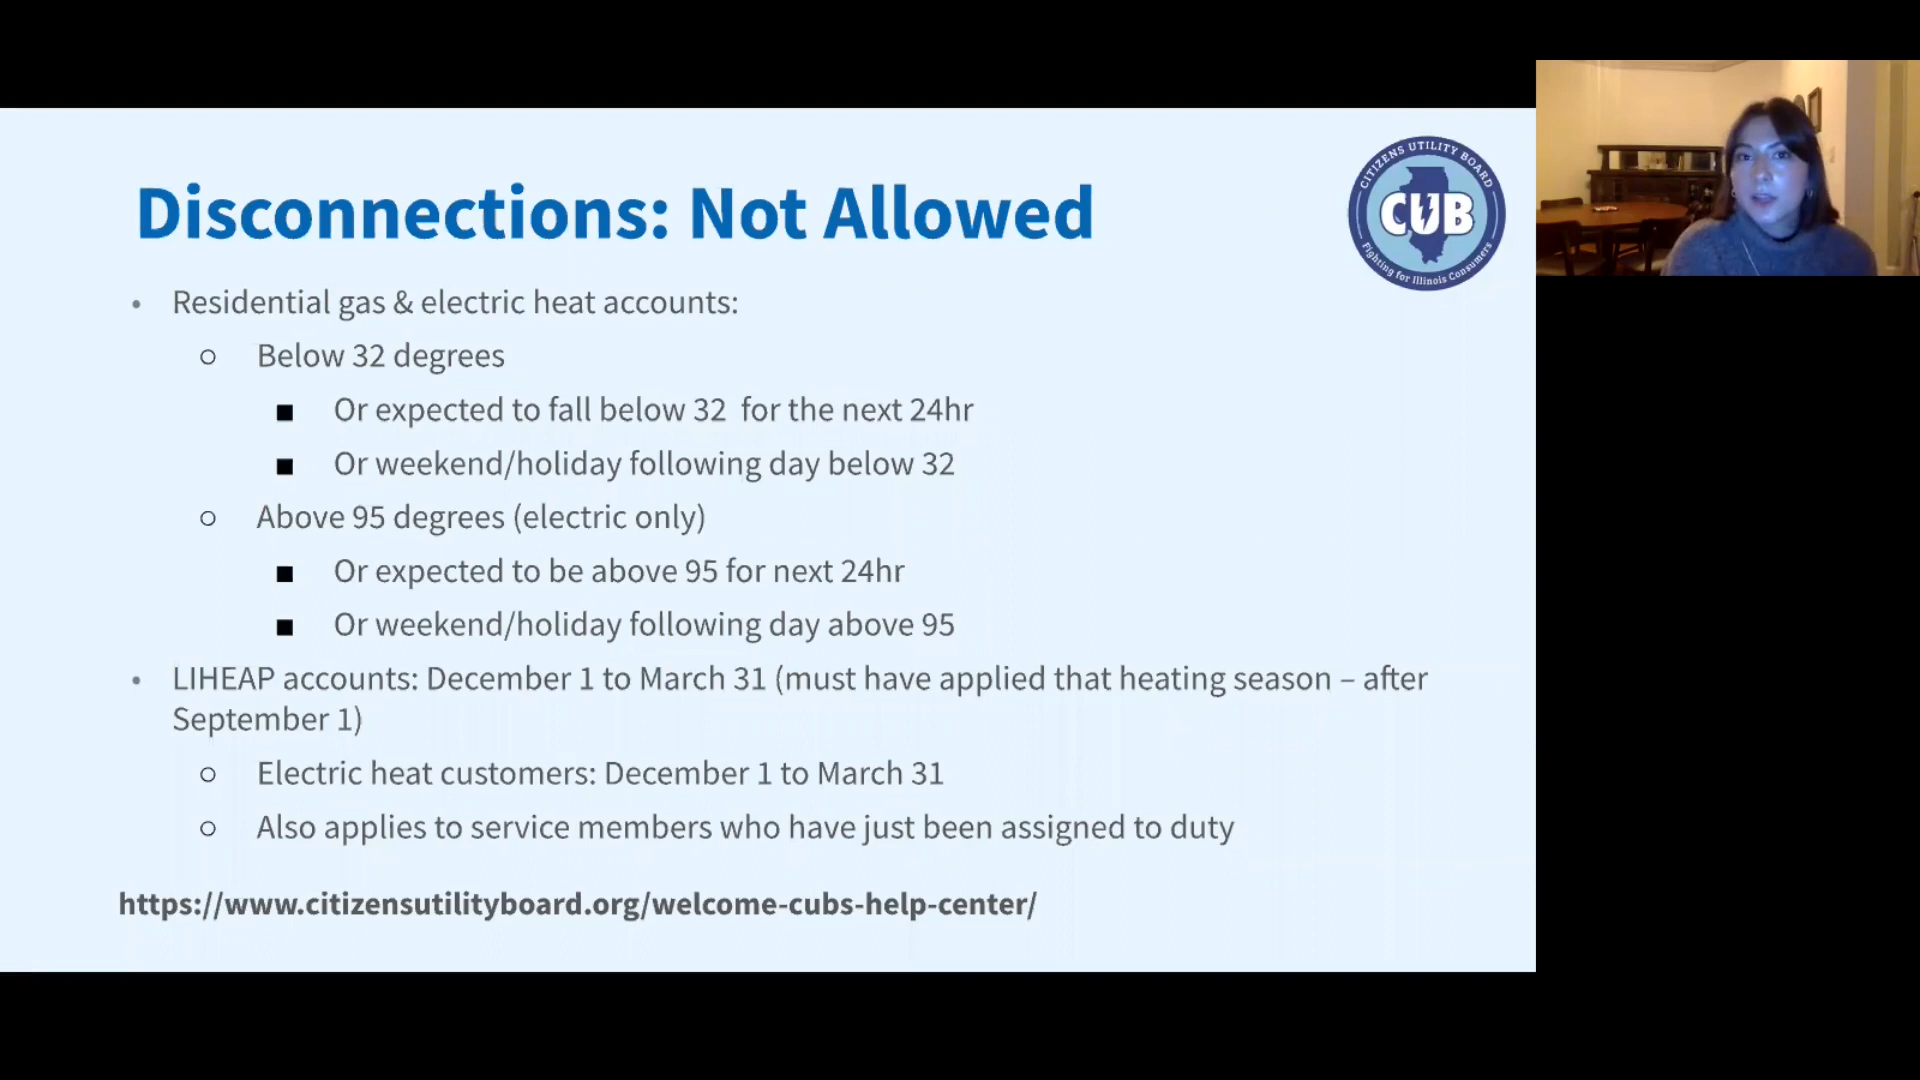 Disconnections: Not Allowed
CITIZENS UTILITY BOARD
CUB
Fighting for Illinois Consumers
• Residential gas & electric heat accounts:
○ Below 32 degrees
■ Or expected to fall below 32 for the next 24hr
■ Or weekend/holiday following day below 32
○ Above 95 degrees (electric only)
■ Or expected to be above 95 for next 24hr
■ Or weekend/holiday following day above 95
• LIHEAP accounts: December 1 to March 31 (must have applied that heating season – after
September 1)
○ Electric heat customers: December 1 to March 31
○ Also applies to service members who have just been assigned to duty
https://www.citizensutilityboard.org/welcome-cubs-help-center/